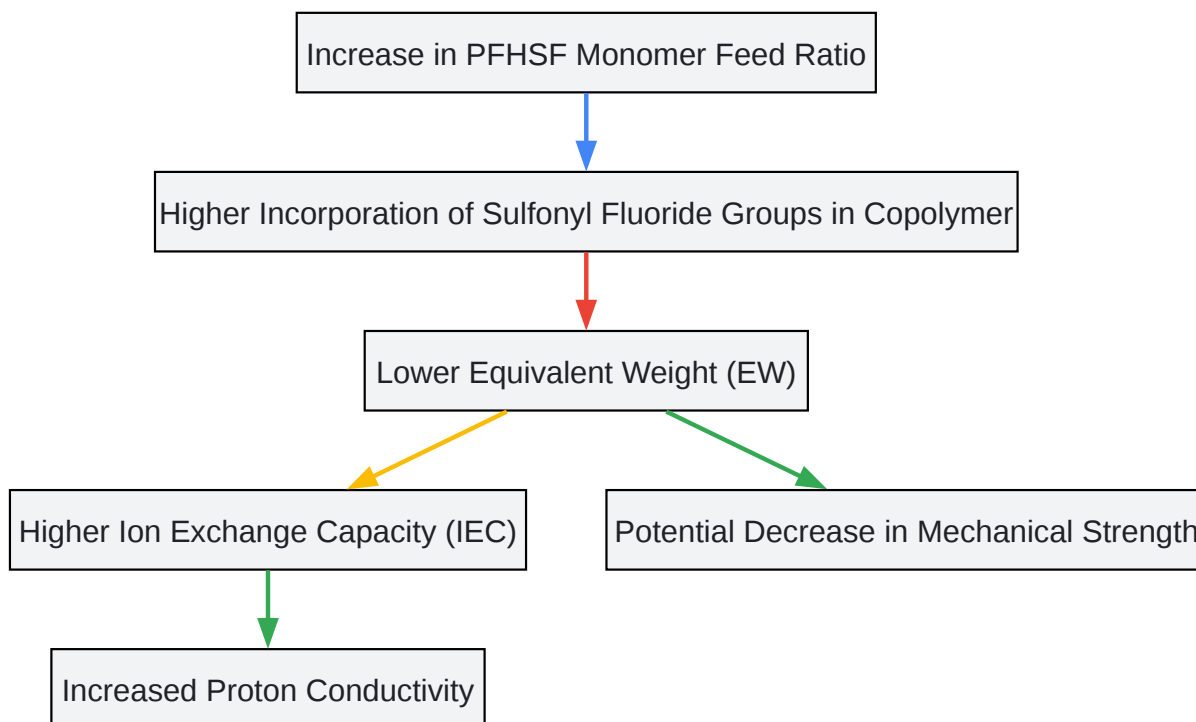 Increase in PFHSF Monomer Feed Ratio
Higher Incorporation of Sulfonyl Fluoride Groups in Copolymer
Lower Equivalent Weight (EW)
Higher Ion Exchange Capacity (IEC)
Potential Decrease in Mechanical Strength
Increased Proton Conductivity